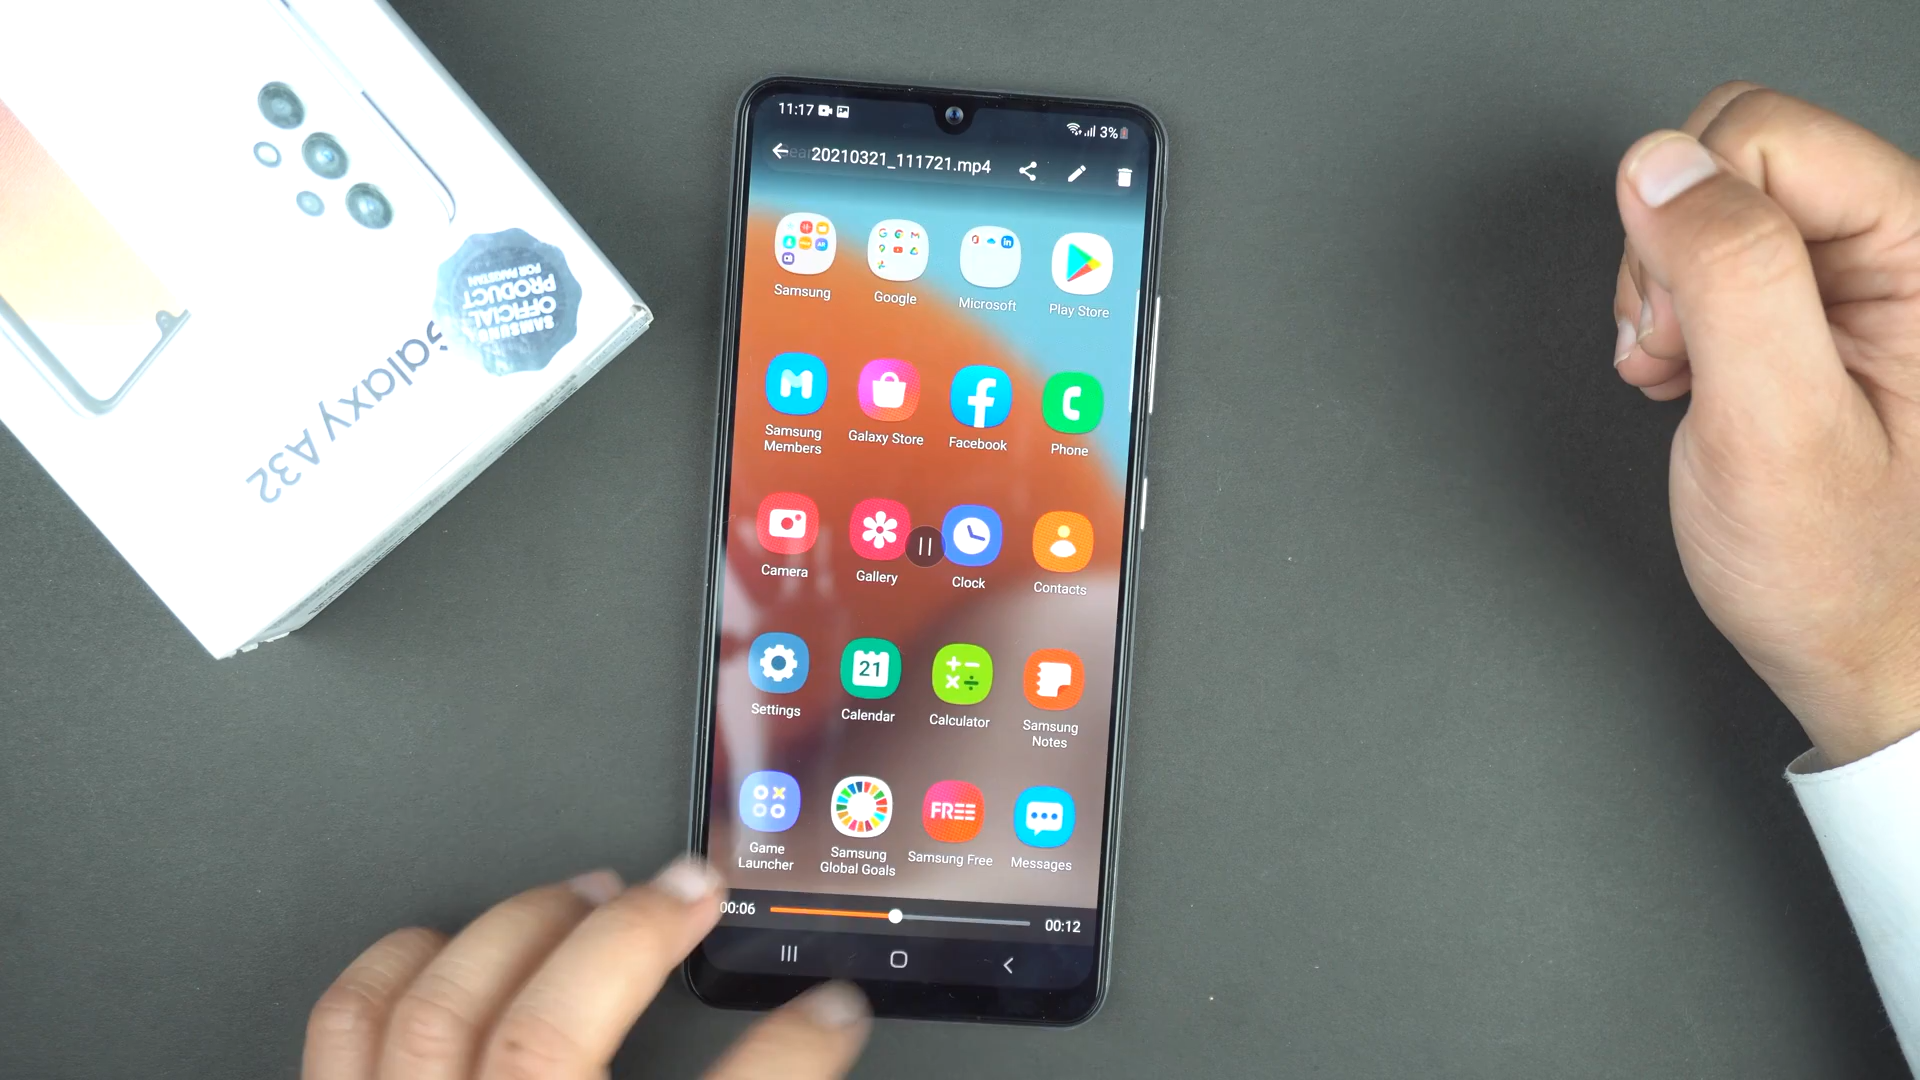 11:17
3%
20210321_111721.mp4
Samsung
Google
Microsoft
Play Store
Samsung
Members
Galaxy Store
Facebook
Phone
Camera
Gallery
Clock
Contacts
Settings
21
Calendar
Calculator
Samsung
Notes
Game
Launcher
Samsung
Global Goals
FREE
Samsung Free
Messages
00:06
00:12
SAMSUNG
OFFICIAL
PRODUCT
FOR PAKISTAN
Galaxy A32